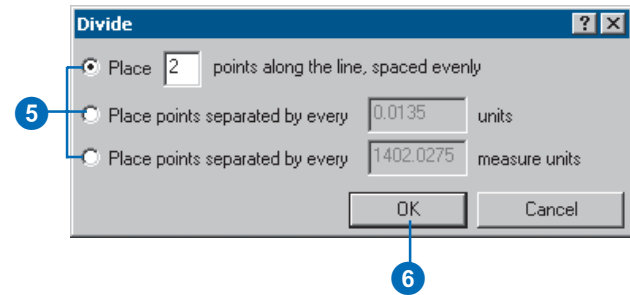 Divide ? ×
Place 2 points along the line, spaced evenly
5
Place points separated by every 0.0135 units
Place points separated by every 1402.0275 measure units
OK Cancel
6